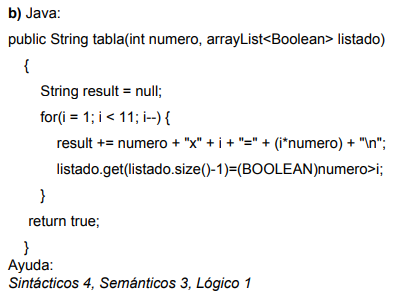 b) Java:
public String tabla(int numero, arrayList<Boolean> listado)
{
String result = null;
for(i = 1; i < 11; i--) {
result += numero + "x" + i + "=" + (i*numero) + "\n";
listado.get(listado.size()-1)=(BOOLEAN)numero>i;
}
return true;
}
Ayuda:
Sintácticos 4, Semánticos 3, Lógico 1